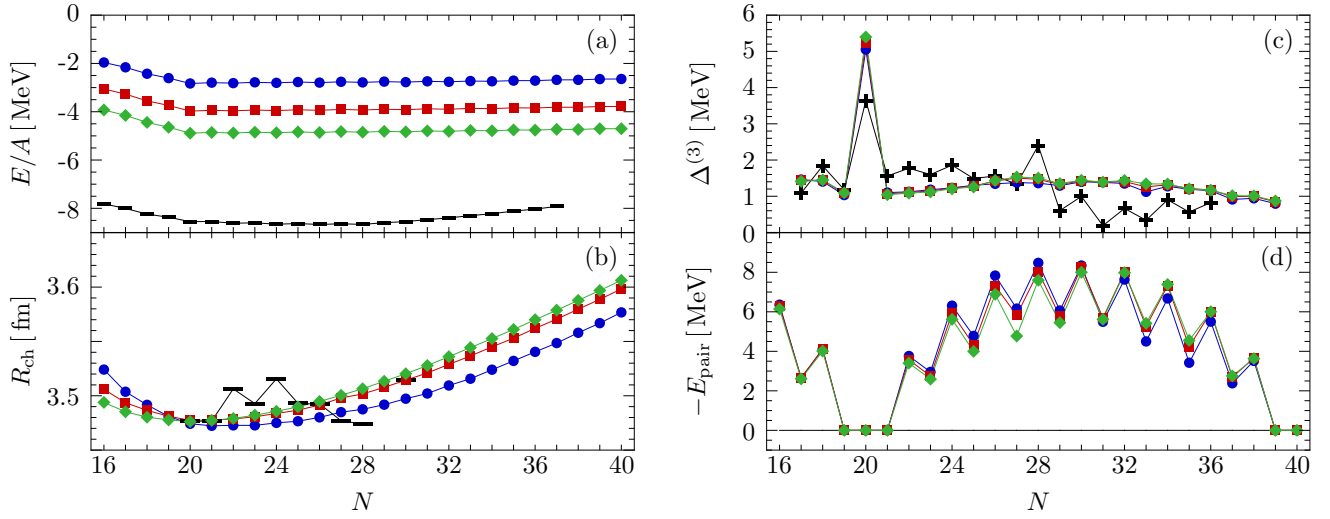 (a)
E/A [MeV]
0
-2
-4
-6
-8
(b)
R_ch [fm]
3.6
3.5
16 20 24 28 32 36 40
N
(c)
Δ^(3) [MeV]
6
5
4
3
2
1
0
(d)
−E_pair [MeV]
8
6
4
2
0
16 20 24 28 32 36 40
N